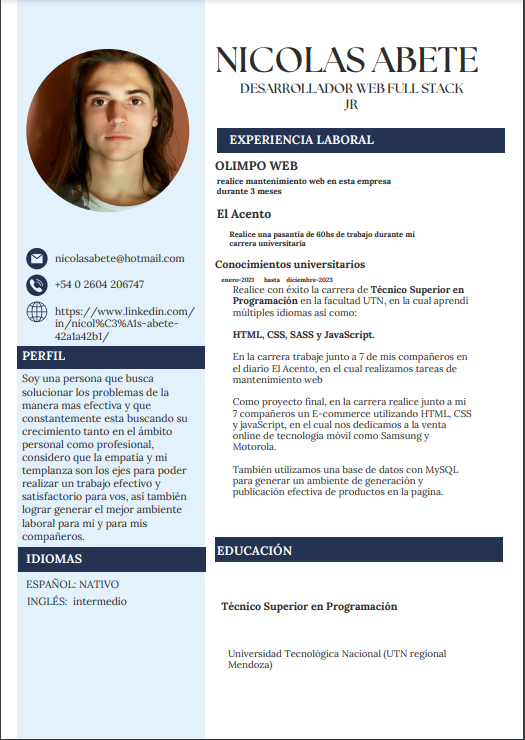 NICOLAS ABETE
DESARROLLADOR WEB FULL STACK
JR
nicolasabete@hotmail.com
+54 0 2604 206747
https://www.linkedin.com/
in/nicol%C3%A1s-abete-
42a1a42b1/
PERFIL
Soy una persona que busca
solucionar los problemas de la
manera mas efectiva y que
constantemente esta buscando su
crecimiento tanto en el ámbito
personal como profesional,
considero que la empatía y mi
templanza son los ejes para poder
realizar un trabajo efectivo y
satisfactorio para vos, así también
lograr generar el mejor ambiente
laboral para mi y para mis
compañeros.
IDIOMAS
ESPAÑOL: NATIVO
INGLÉS: intermedio
EXPERIENCIA LABORAL
OLIMPO WEB
realice mantenimiento web en esta empresa
durante 3 meses
El Acento
Realice una pasantía de 60hs de trabajo durante mi
carrera universitaria
Conocimientos universitarios
enero-2021 hasta diciembre-2023
Realice con éxito la carrera de Técnico Superior en
Programación en la facultad UTN, en la cual aprendí
múltiples idiomas así como:
HTML, CSS, SASS y JavaScript.
En la carrera trabaje junto a 7 de mis compañeros en
el diario El Acento, en el cual realizamos tareas de
mantenimiento web
Como proyecto final, en la carrera realice junto a mi
7 compañeros un E-commerce utilizando HTML, CSS
y javaScript, en el cual nos dedicamos a la venta
online de tecnología móvil como Samsung y
Motorola.
También utilizamos una base de datos con MySQL
para generar un ambiente de generación y
publicación efectiva de productos en la pagina.
EDUCACIÓN
Técnico Superior en Programación
Universidad Tecnológica Nacional (UTN regional
Mendoza)